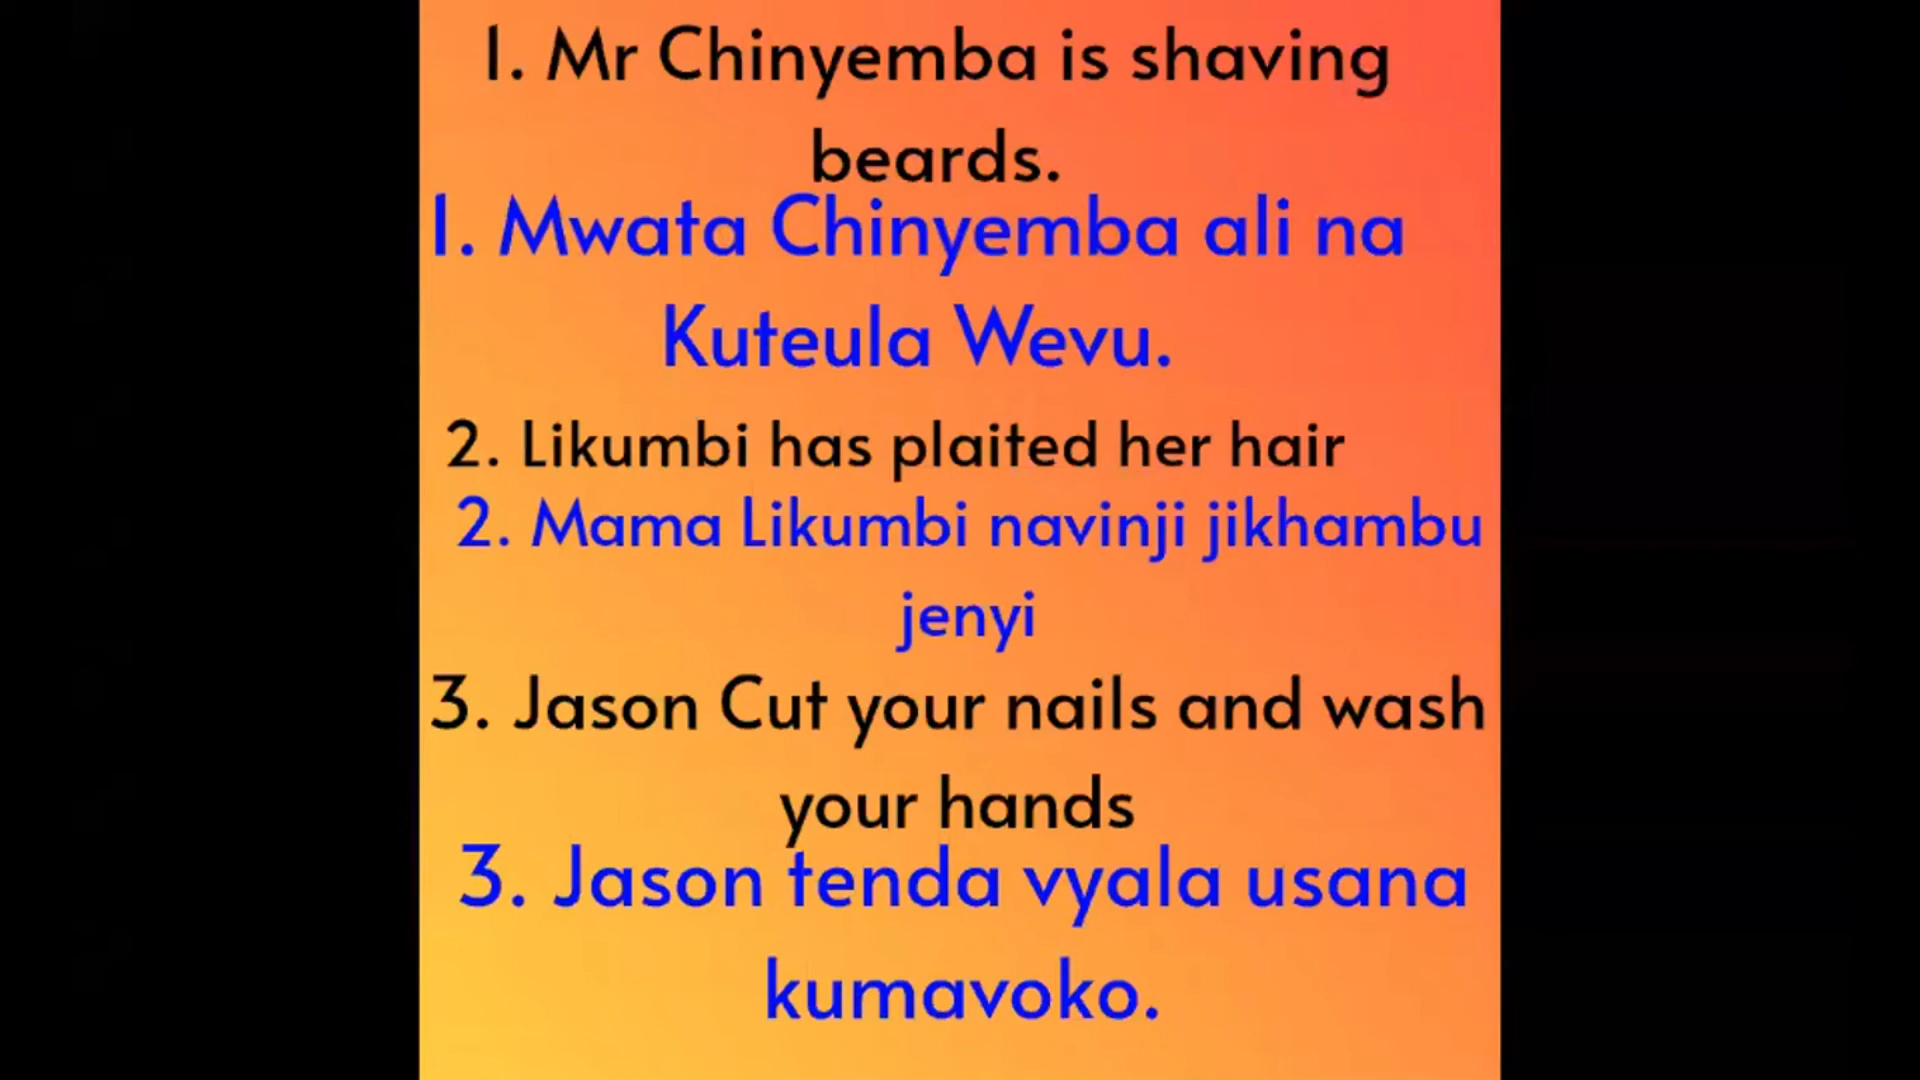 1. Mr Chinyemba is shaving
beards.
1. Mwata Chinyemba ali na
Kuteula Wevu.
2. Likumbi has plaited her hair
2. Mama Likumbi navinji jikhambu
jenyi
3. Jason Cut your nails and wash
your hands
3. Jason tenda vyala usana
kumavoko.